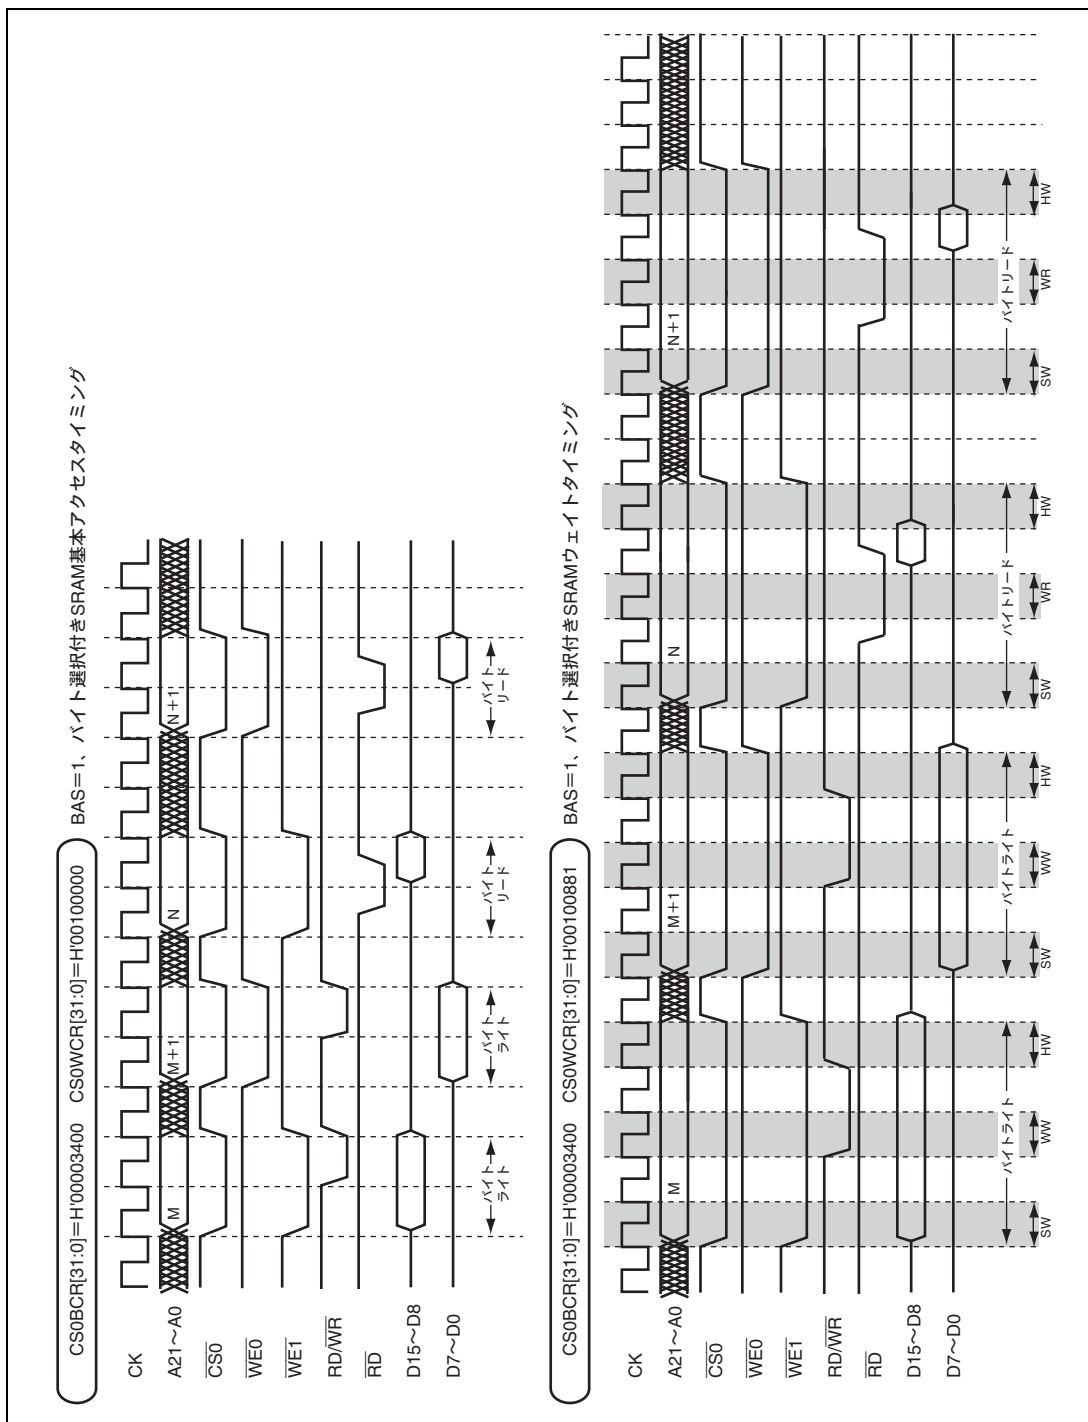 CS0BCR[31:0]=H'00003400 CS0WCR[31:0]=H'00100000 BAS=1、バイト選択付きSRAM基本アクセスタイミング
CK
A21～A0 M M+1 N N+1
CS0
WE0
WE1
RD/WR
RD
D15～D8
D7～D0
バイト バイト バイト バイト
ライト ライト リード リード
CS0BCR[31:0]=H'00003400 CS0WCR[31:0]=H'00100881 BAS=1、バイト選択付きSRAMウェイトタイミング
CK
A21～A0 M M+1 N N+1
CS0
WE0
WE1
RD/WR
RD
D15～D8
D7～D0
バイトライト バイトライト バイトリード バイトリード
SW WW HW SW WW HW SW WR HW SW WR HW